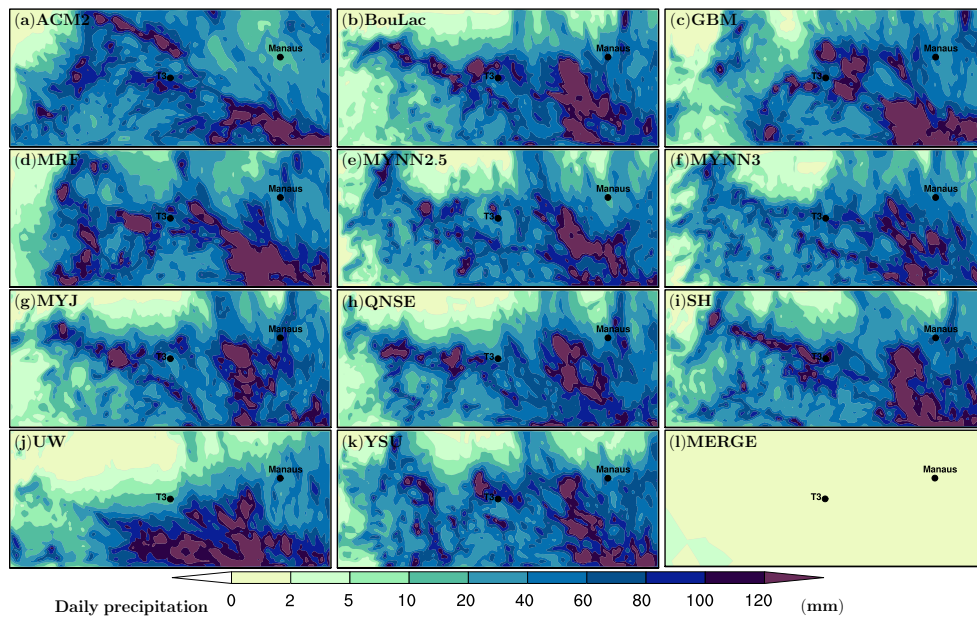 (a)ACM2
Manaus
T3
(b)BouLac
Manaus
T3
(c)GBM
Manaus
T3
(d)MRF
Manaus
T3
(e)MYNN2.5
Manaus
T3
(f)MYNN3
Manaus
T3
(g)MYJ
Manaus
T3
(h)QNSE
Manaus
T3
(i)SH
Manaus
T3
(j)UW
Manaus
T3
(k)YSU
Manaus
T3
(l)MERGE
Manaus
T3
Daily precipitation 0 2 5 10 20 40 60 80 100 120 (mm)